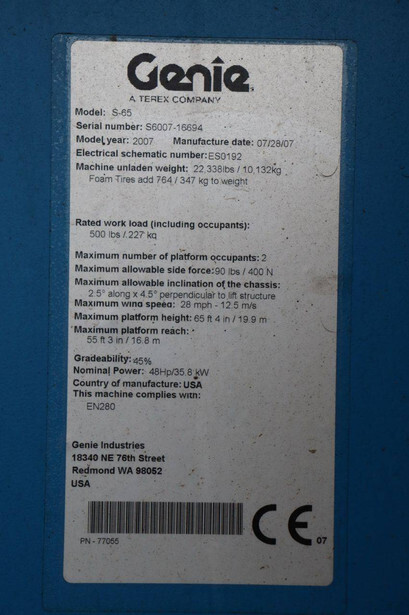 Genie
A TEREX COMPANY
Model: S-65
Serial number: S6007-16694
Model year: 2007 Manufacture date: 07/28/07
Electrical schematic number: ES0192
Machine unladen weight: 22,338lbs / 10,132kg
Foam Tires add 764 / 347 kg to weight
Rated work load (including occupants):
500 lbs / 227 kg
Maximum number of platform occupants: 2
Maximum allowable side force: 90 lbs / 400 N
Maximum allowable inclination of the chassis:
2.5° along x 4.5° perpendicular to lift structure
Maximum wind speed: 28 mph - 12.5 m/s
Maximum platform height: 65 ft 4 in / 19.9 m
Maximum platform reach:
55 ft 3 in / 16.8 m
Gradeability: 45%
Nominal Power: 48Hp/35.8 kW
Country of manufacture: USA
This machine complies with:
EN280
Genie Industries
18340 NE 76th Street
Redmond WA 98052
USA
PN - 77055
CE 07